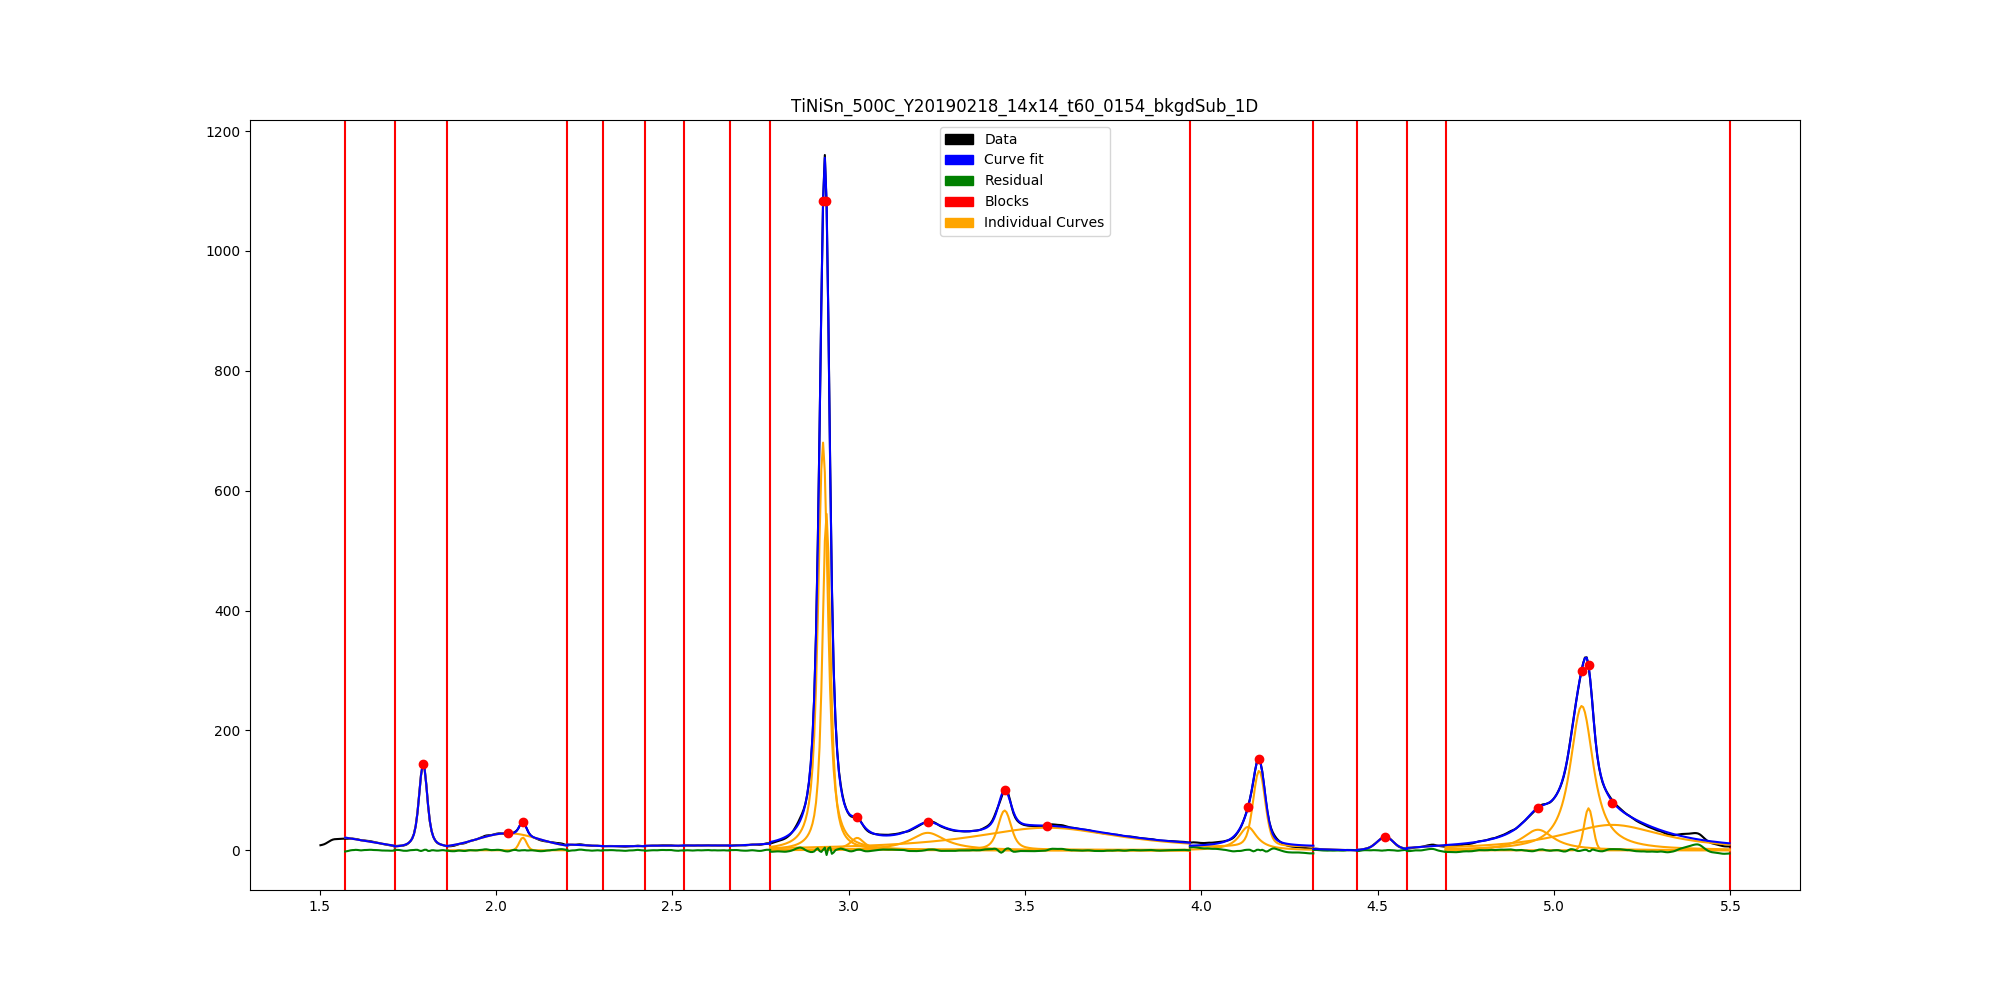 TiNiSn_500C_Y20190218_14x14_t60_0154_bkgdSub_1D
Data
Curve fit
Residual
Blocks
Individual Curves
1200
1000
800
600
400
200
0
1.5 2.0 2.5 3.0 3.5 4.0 4.5 5.0 5.5